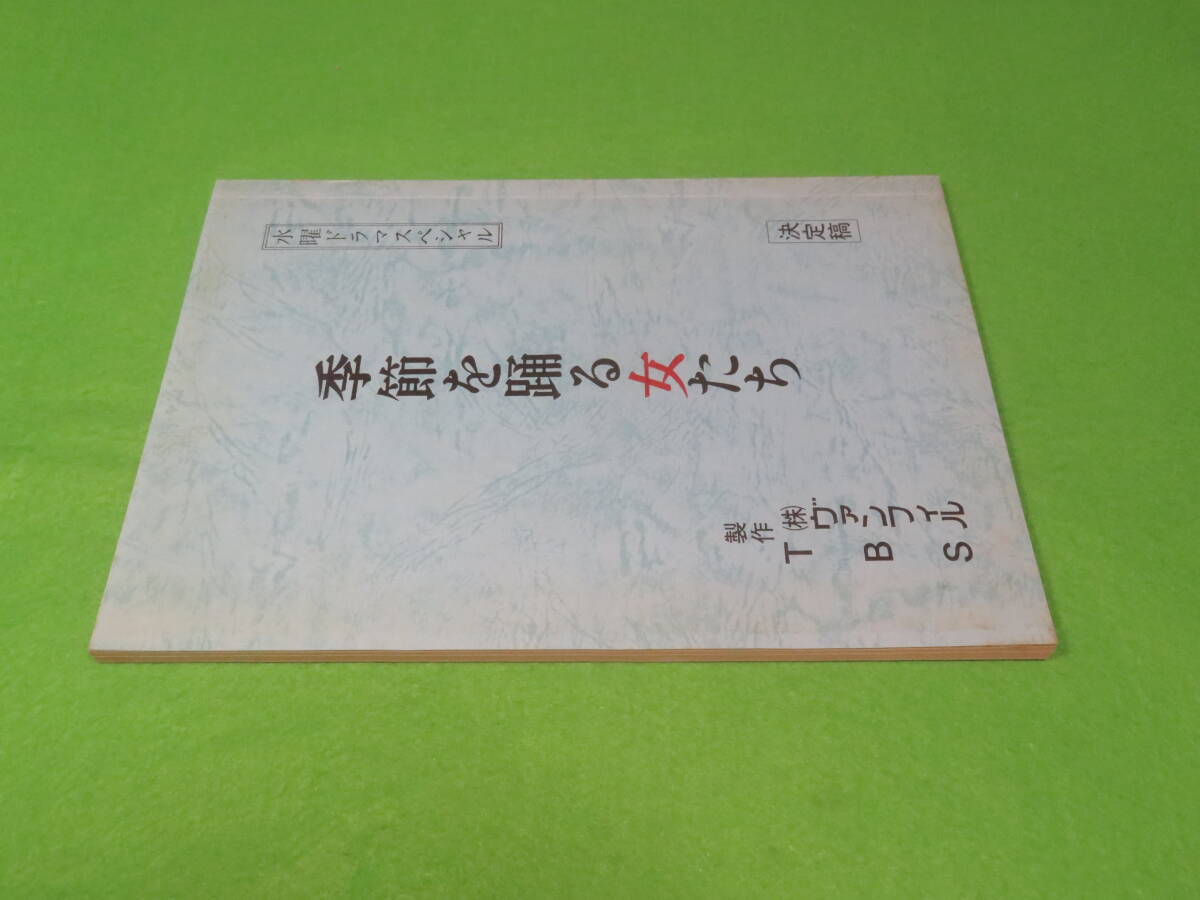 水曜ドラマスペシャル
決定稿
季節を踊る女たち
製作
㈱ヴァンフイル
TBS